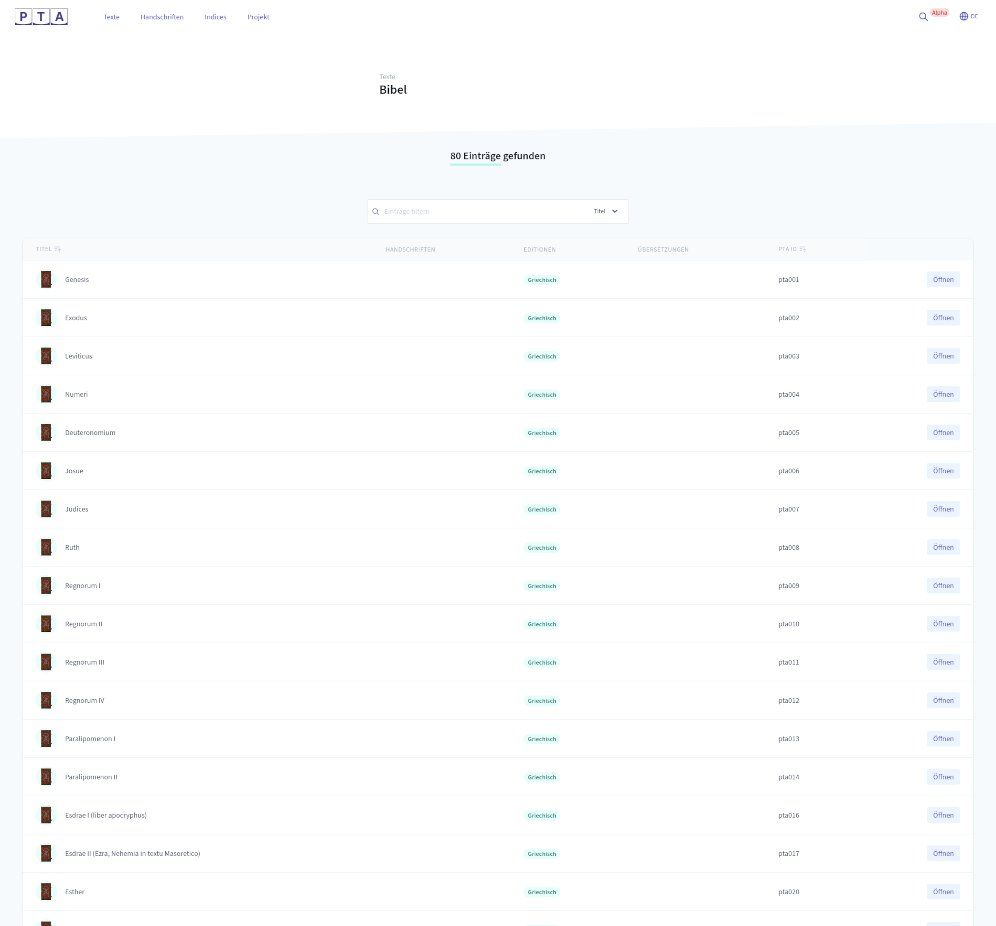 PTA Texte Handschriften Indices Projekt Alpha DE
Texte
Bibel
80 Einträge gefunden
Einträge filtern Titel
TITEL HANDSCHRIFTEN EDITIONEN ÜBERSETZUNGEN PTA ID
Genesis Griechisch pta001 Öffnen
Exodus Griechisch pta002 Öffnen
Leviticus Griechisch pta003 Öffnen
Numeri Griechisch pta004 Öffnen
Deuteronomium Griechisch pta005 Öffnen
Josue Griechisch pta006 Öffnen
Judices Griechisch pta007 Öffnen
Ruth Griechisch pta008 Öffnen
Regnorum I Griechisch pta009 Öffnen
Regnorum II Griechisch pta010 Öffnen
Regnorum III Griechisch pta011 Öffnen
Regnorum IV Griechisch pta012 Öffnen
Paralipomenon I Griechisch pta013 Öffnen
Paralipomenon II Griechisch pta014 Öffnen
Esdrae I (liber apocryphus) Griechisch pta016 Öffnen
Esdrae II (Ezra, Nehemia in textu Masoretico) Griechisch pta017 Öffnen
Esther Griechisch pta020 Öffnen